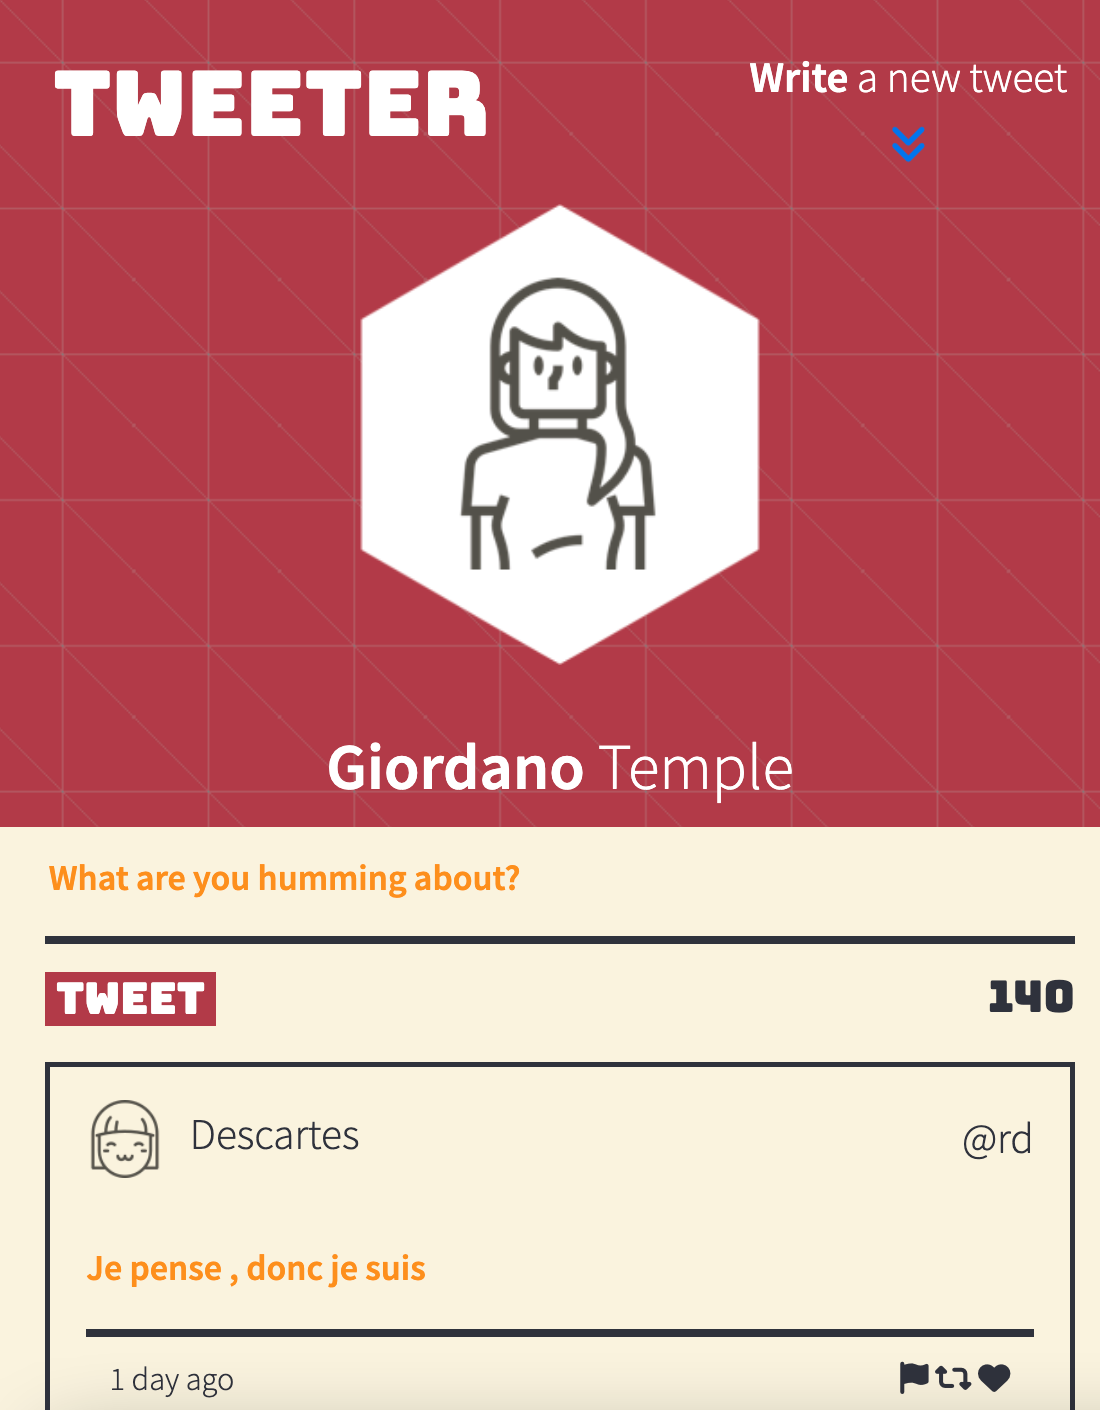 TWEETER
Write a new tweet
Giordano Temple
What are you humming about?
TWEET
140
Descartes
@rd
Je pense , donc je suis
1 day ago